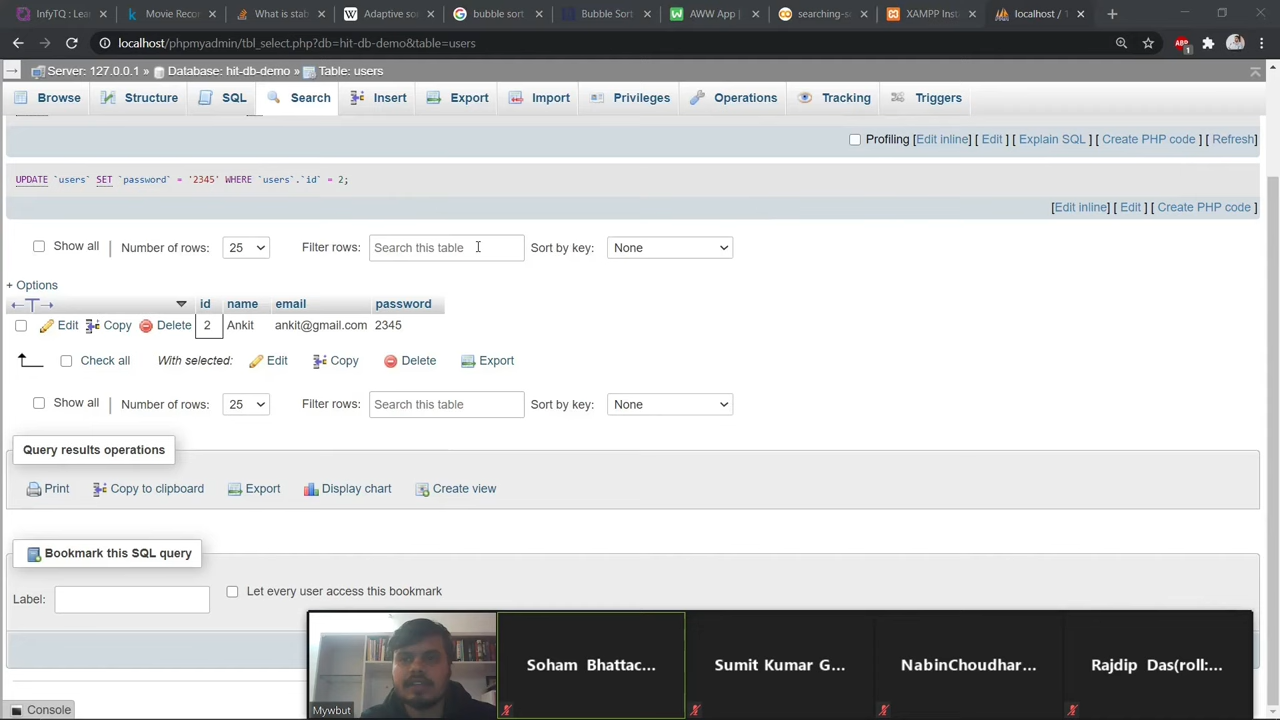 InfyTQ : Lea
Movie Recor
What is stab
Adaptive sor
bubble sort
Bubble Sort
AWW App |
searching-so
XAMPP Insta
localhost / 1
localhost/phpmyadmin/tbl_select.php?db=hit-db-demo&table=users
Server: 127.0.0.1 » Database: hit-db-demo » Table: users
Browse Structure SQL Search Insert Export Import Privileges Operations Tracking Triggers
Profiling [Edit inline] [ Edit ] [ Explain SQL ] [ Create PHP code ] [ Refresh]
UPDATE `users` SET `password` = '2345' WHERE `users`.`id` = 2;
[Edit inline] [ Edit ] [ Create PHP code ]
Show all Number of rows: 25 Filter rows: Search this table Sort by key: None
+ Options
id name email password
Edit Copy Delete 2 Ankit ankit@gmail.com 2345
Check all With selected: Edit Copy Delete Export
Show all Number of rows: 25 Filter rows: Search this table Sort by key: None
Query results operations
Print Copy to clipboard Export Display chart Create view
Bookmark this SQL query
Label: Let every user access this bookmark
Soham Bhattac... Sumit Kumar G... NabinChoudhar... Rajdip Das(roll:...
Mywbut
Console